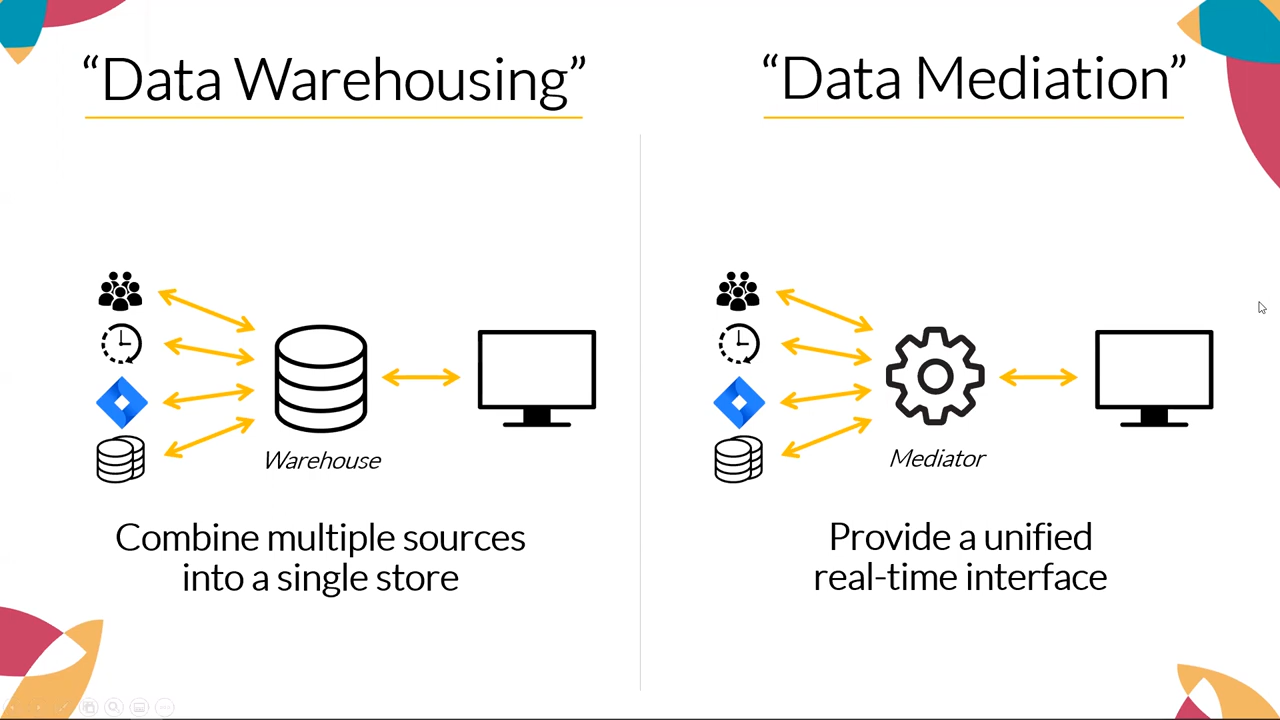 “Data Warehousing”
Warehouse
Combine multiple sources
into a single store
“Data Mediation”
Mediator
Provide a unified
real-time interface